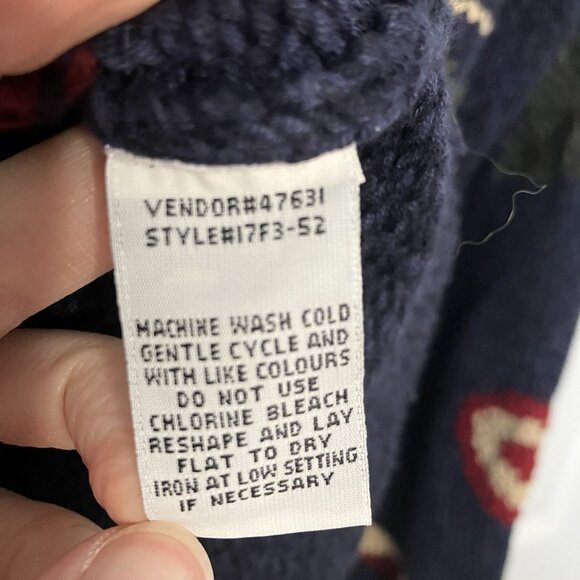 VENDOR#47631
STYLE#17F3-52
MACHINE WASH COLD
GENTLE CYCLE AND
WITH LIKE COLOURS
DO NOT USE
CHLORINE BLEACH
RESHAPE AND LAY
FLAT TO DRY
IRON AT LOW SETTING
IF NECESSARY